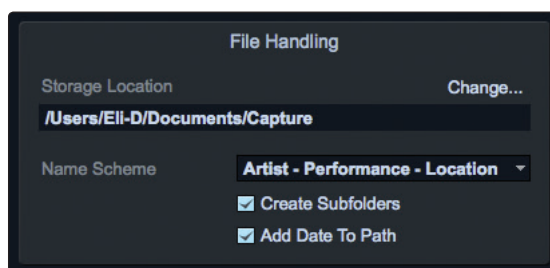 File Handling
Storage Location Change...
/Users/Eli-D/Documents/Capture
Name Scheme Artist - Performance - Location
Create Subfolders
Add Date To Path